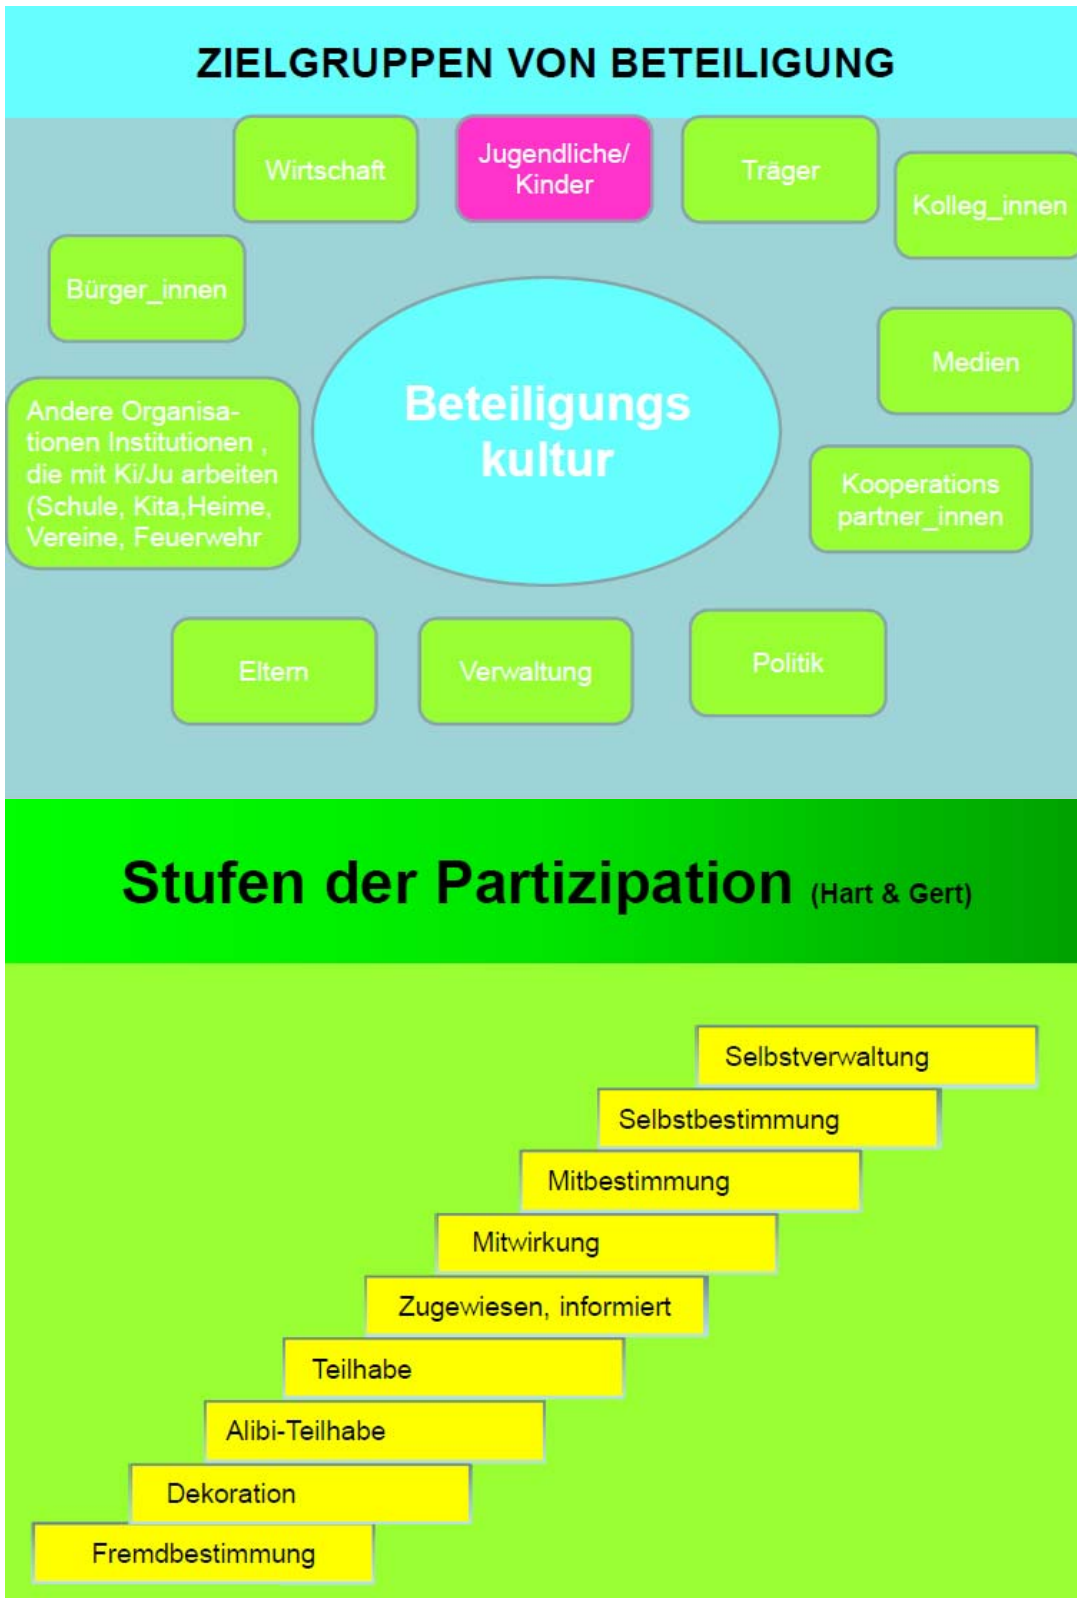 ZIELGRUPPEN VON BETEILIGUNG
Wirtschaft
Jugendliche/
Kinder
Träger
Kolleg_innen
Bürger_innen
Medien
Beteiligungs
kultur
Andere Organisa-
tionen Institutionen ,
die mit Ki/Ju arbeiten
(Schule, Kita,Heime,
Vereine, Feuerwehr
Kooperations
partner_innen
Eltern
Verwaltung
Politik
Stufen der Partizipation (Hart & Gert)
Selbstverwaltung
Selbstbestimmung
Mitbestimmung
Mitwirkung
Zugewiesen, informiert
Teilhabe
Alibi-Teilhabe
Dekoration
Fremdbestimmung